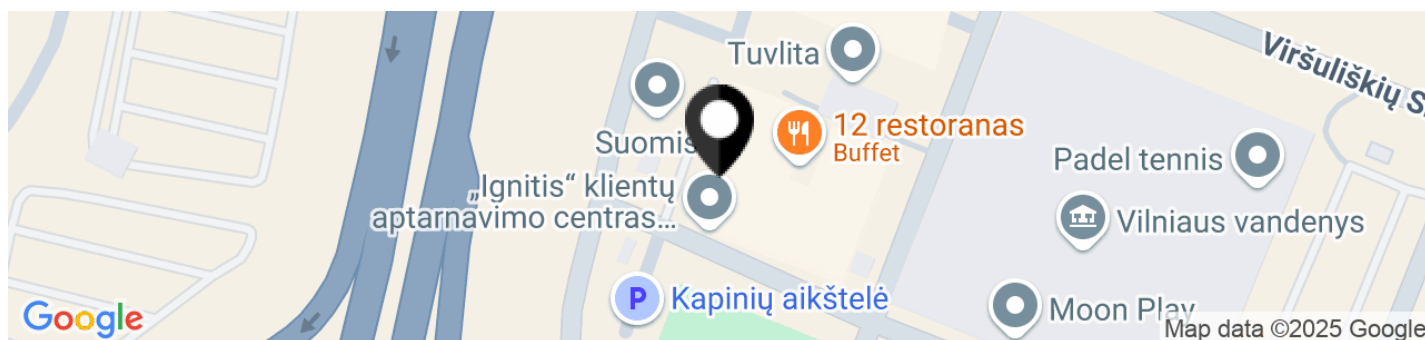 Viršuliškių S
Tuvlita
Suomis
12 restoranas
Buffet
Padel tennis
„Ignitis“ klientų
aptarnavimo centras...
Vilniaus vandenys
P
Kapinių aikštelė
Moon Play
Google
Map data ©2025 Google